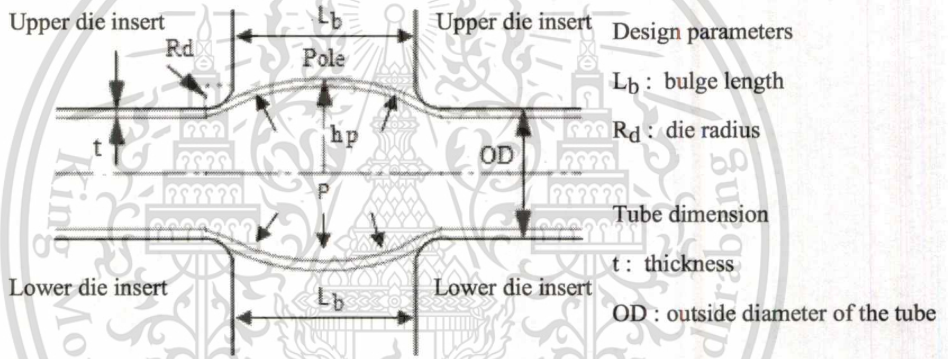 Upper die insert
Lb
Upper die insert
Rd
Pole
t
hp
OD
P
Lower die insert
Lb
Lower die insert
Design parameters
Lb : bulge length
Rd : die radius
Tube dimension
t : thickness
OD : outside diameter of the tube